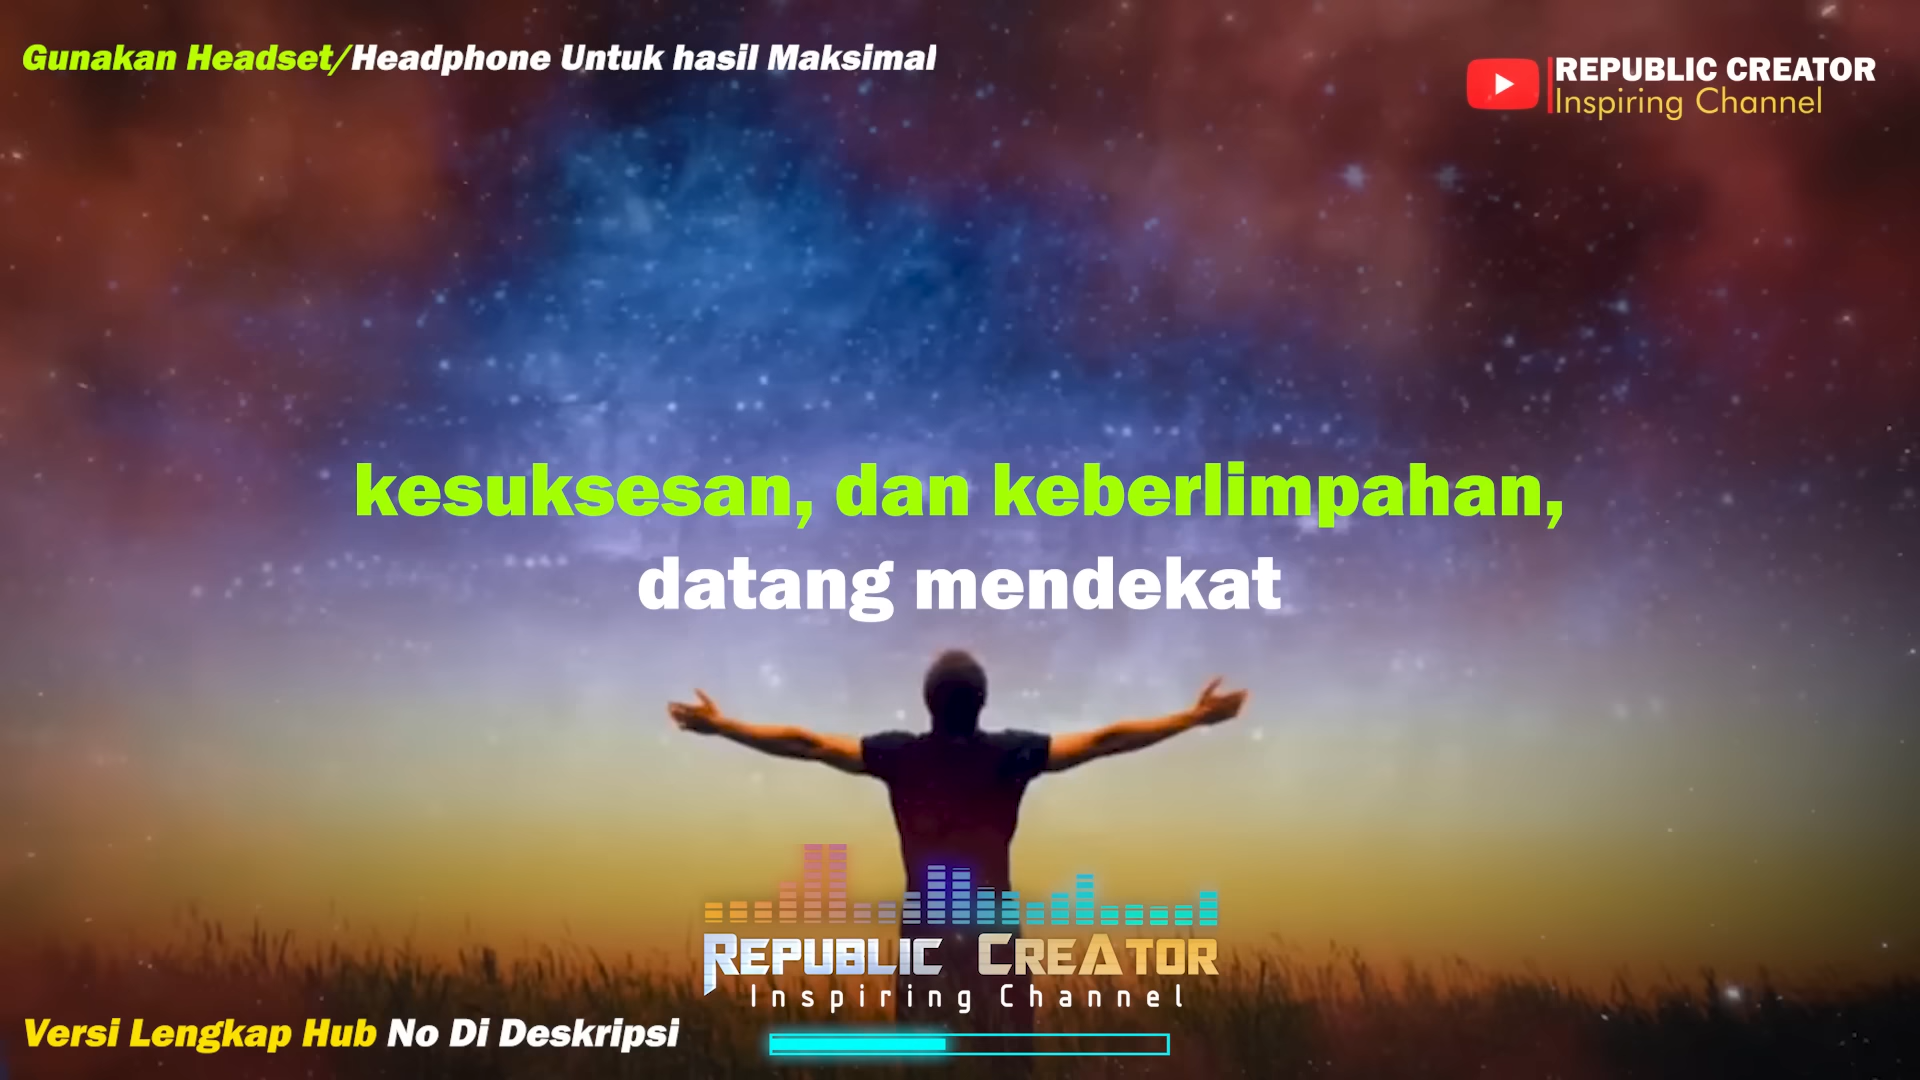 Gunakan Headset/Headphone Untuk hasil Maksimal
REPUBLIC CREATOR
Inspiring Channel
kesuksesan, dan keberlimpahan,
datang mendekat
REPUBLIC CREATOR
Inspiring Channel
Versi Lengkap Hub No Di Deskripsi